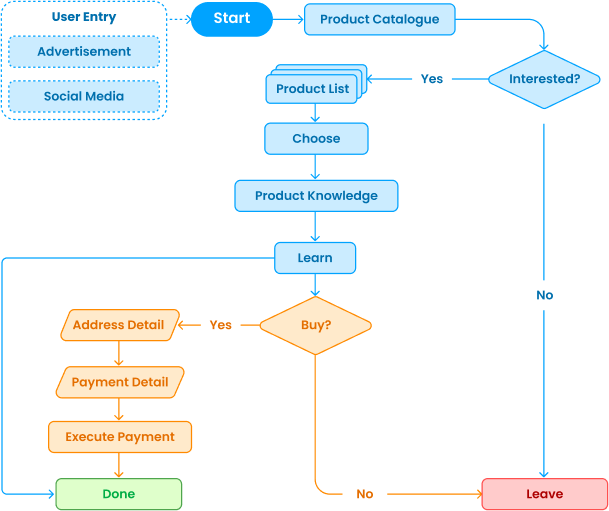 User Entry
Start
Product Catalogue
Advertisement
Social Media
Interested?
Yes
Product List
Choose
Product Knowledge
Learn
No
Buy?
Yes
Address Detail
Payment Detail
Execute Payment
Done
No
Leave